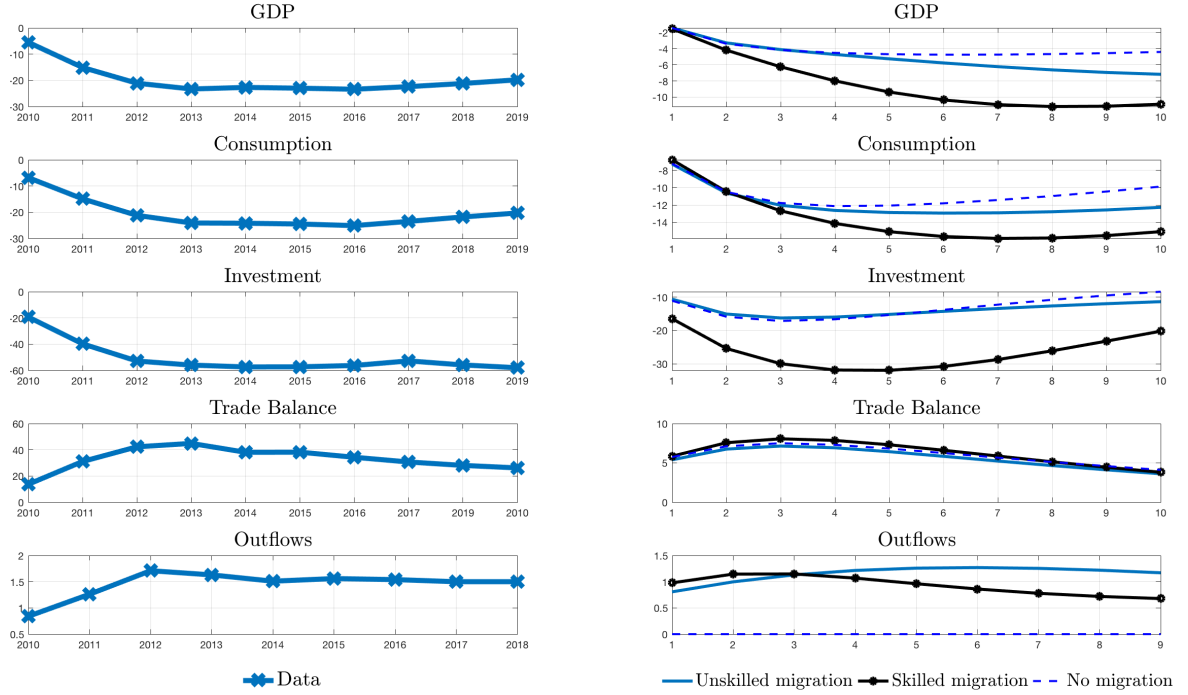 GDP
0
-10
-20
-30
2010 2011 2012 2013 2014 2015 2016 2017 2018 2019
Consumption
0
-10
-20
-30
2010 2011 2012 2013 2014 2015 2016 2017 2018 2019
Investment
0
-20
-40
-60
2010 2011 2012 2013 2014 2015 2016 2017 2018 2019
Trade Balance
60
40
20
0
2010 2011 2012 2013 2014 2015 2016 2017 2018 2010
Outflows
2
1.5
1
0.5
2010 2011 2012 2013 2014 2015 2016 2017 2018
Data
GDP
-2
-4
-6
-8
-10
1 2 3 4 5 6 7 8 9 10
Consumption
-8
-10
-12
-14
1 2 3 4 5 6 7 8 9 10
Investment
-10
-20
-30
1 2 3 4 5 6 7 8 9 10
Trade Balance
10
5
0
1 2 3 4 5 6 7 8 9 10
Outflows
1.5
1
0.5
0
1 2 3 4 5 6 7 8 9
Unskilled migration Skilled migration No migration